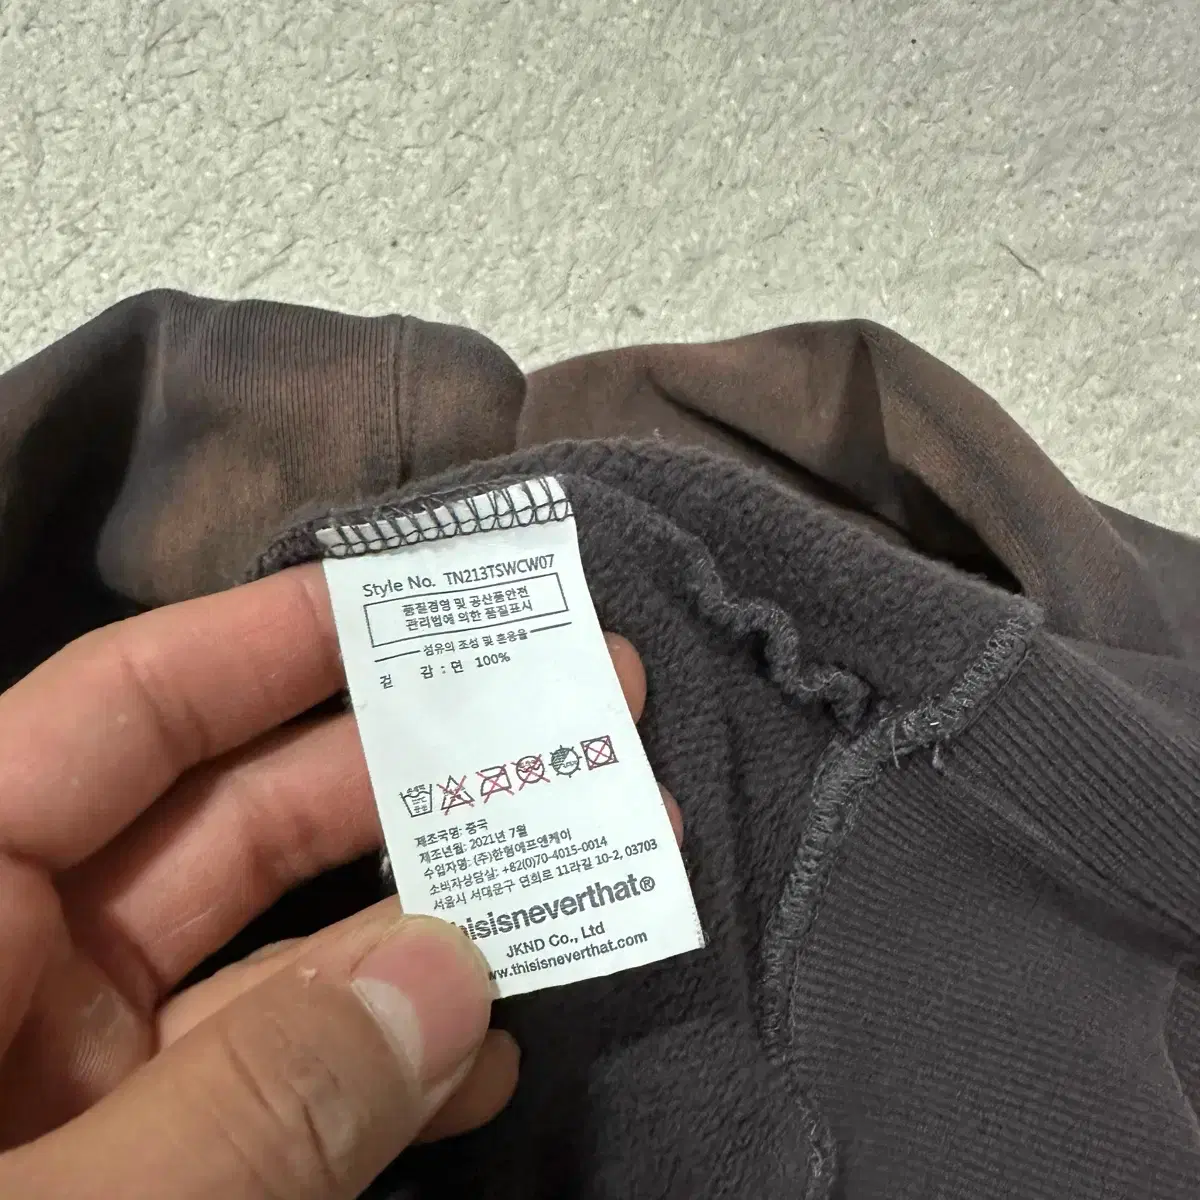 Style No. TN213TSWCW07
품질경영 및 공산품안전
관리법에 의한 품질표시
섬유의 조성 및 혼용율
겉 감 : 면 100%
제조국명: 중국
제조년월: 2021년 7월
수입자명: (주)한험에프엔케이
소비자상담실: +82(0)70-4015-0014
서울시 서대문구 연희로 11라길 10-2, 03703
hisisneverthat®
JKND Co., Ltd
www.thisisneverthat.com